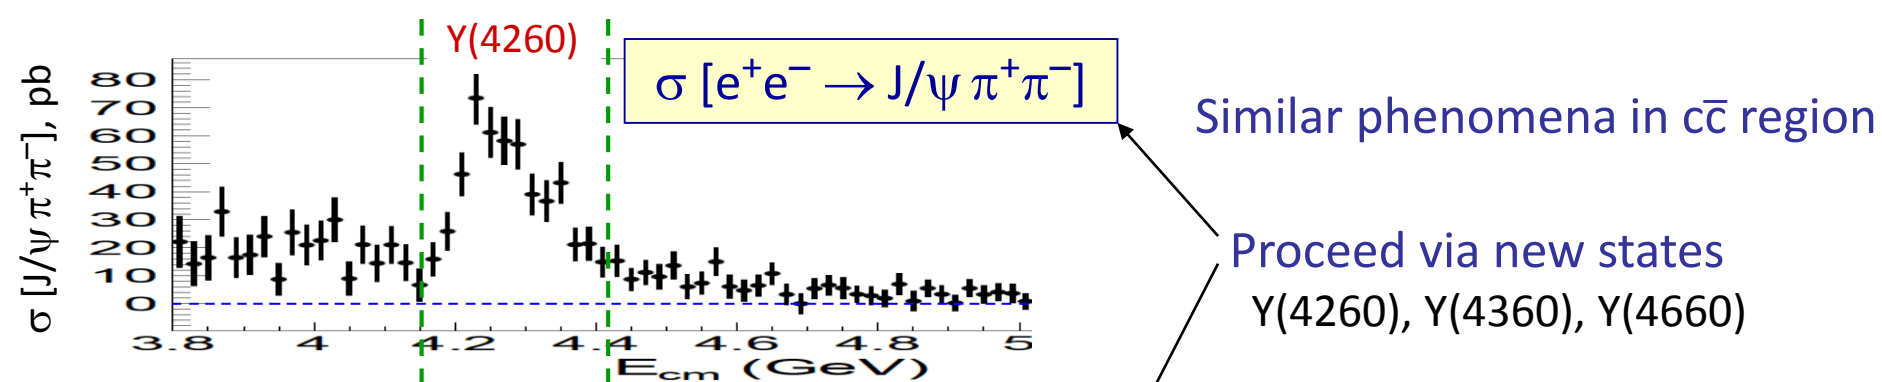 Y(4260)
σ [e⁺e⁻ → J/ψ π⁺π⁻]
σ [J/ψ π⁺π⁻], pb
80
70
60
50
40
30
20
10
0
3.8 4 4.2 4.4 4.6 4.8 5
E_cm (GeV)
Similar phenomena in cc̄ region
Proceed via new states
Y(4260), Y(4360), Y(4660)